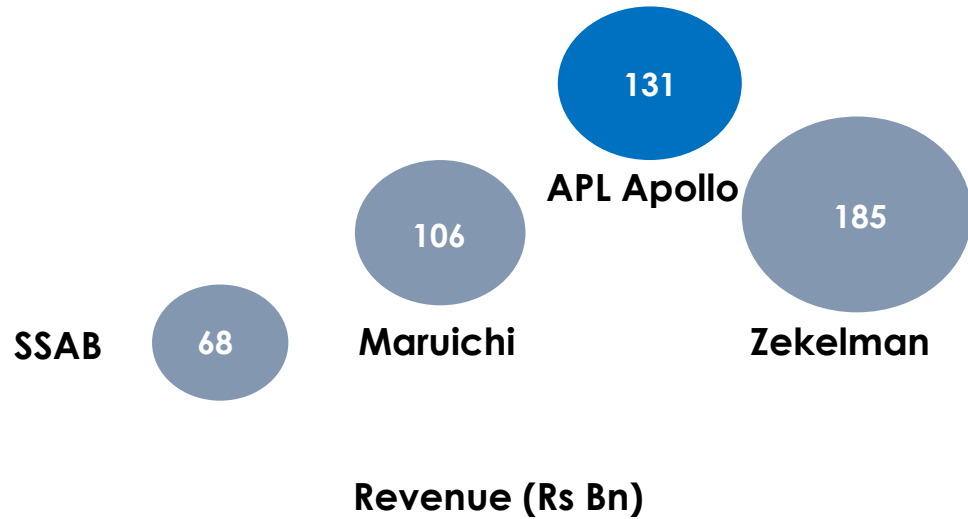 131
APL Apollo
185
106
SSAB
68
Maruichi
Zekelman
Revenue (Rs Bn)